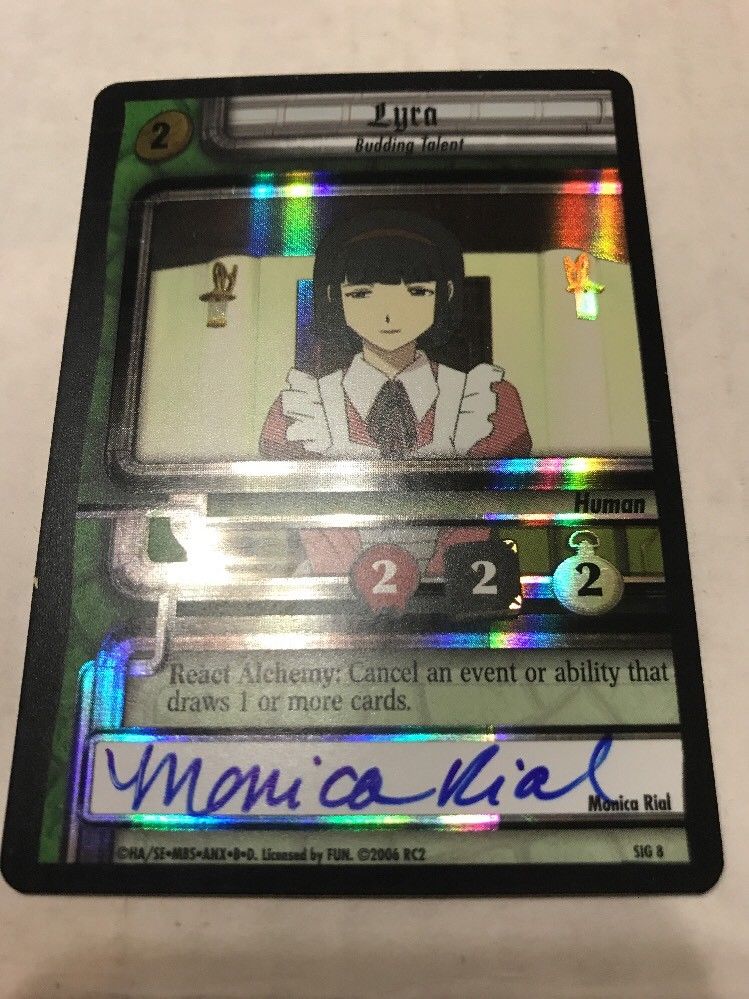 2
Lyra
Budding Talent
Human
2 2 2
React Alchemy: Cancel an event or ability that
draws 1 or more cards.
Monica Rial
Monica Rial
©HA/SE•MBS•ANX•B•D. Licensed by FUN. ©2006 RC2
SIG 8